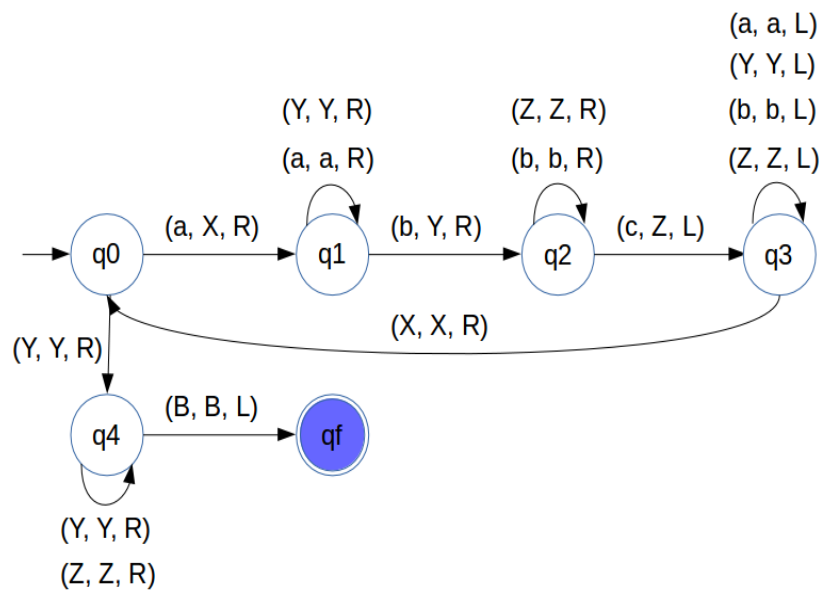 (a, a, L)
(Y, Y, L)
(Y, Y, R)
(Z, Z, R)
(b, b, L)
(a, a, R)
(b, b, R)
(Z, Z, L)
(a, X, R)
(b, Y, R)
(c, Z, L)
q0
q1
q2
q3
(X, X, R)
(Y, Y, R)
(B, B, L)
q4
qf
(Y, Y, R)
(Z, Z, R)